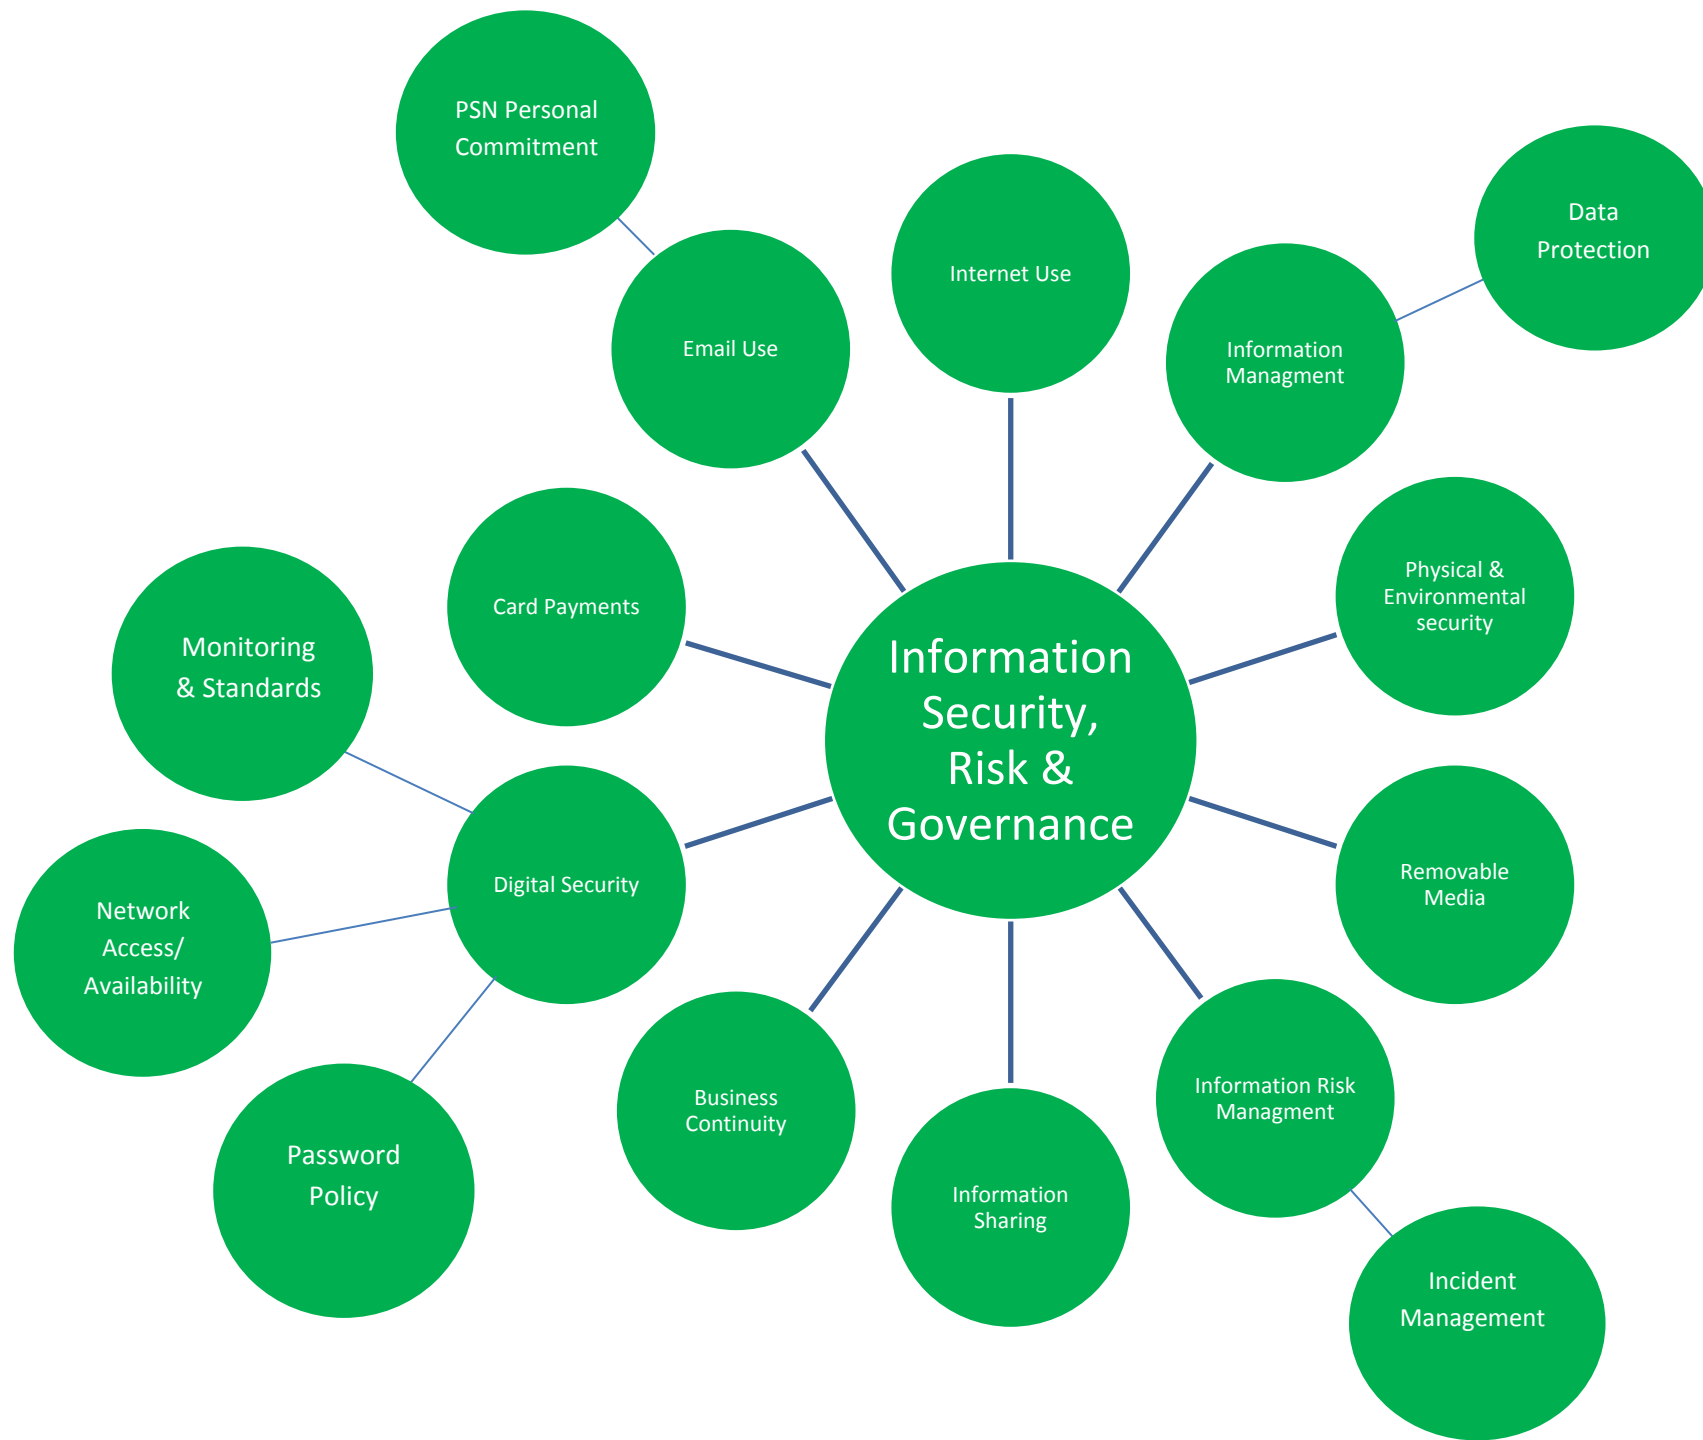 PSN Personal
Commitment
Data
Protection
Internet Use
Email Use
Information
Managment
Physical &
Environmental
security
Card Payments
Monitoring
& Standards
Information
Security,
Risk &
Governance
Digital Security
Removable
Media
Network
Access/
Availability
Business
Continuity
Information Risk
Managment
Password
Policy
Information
Sharing
Incident
Management